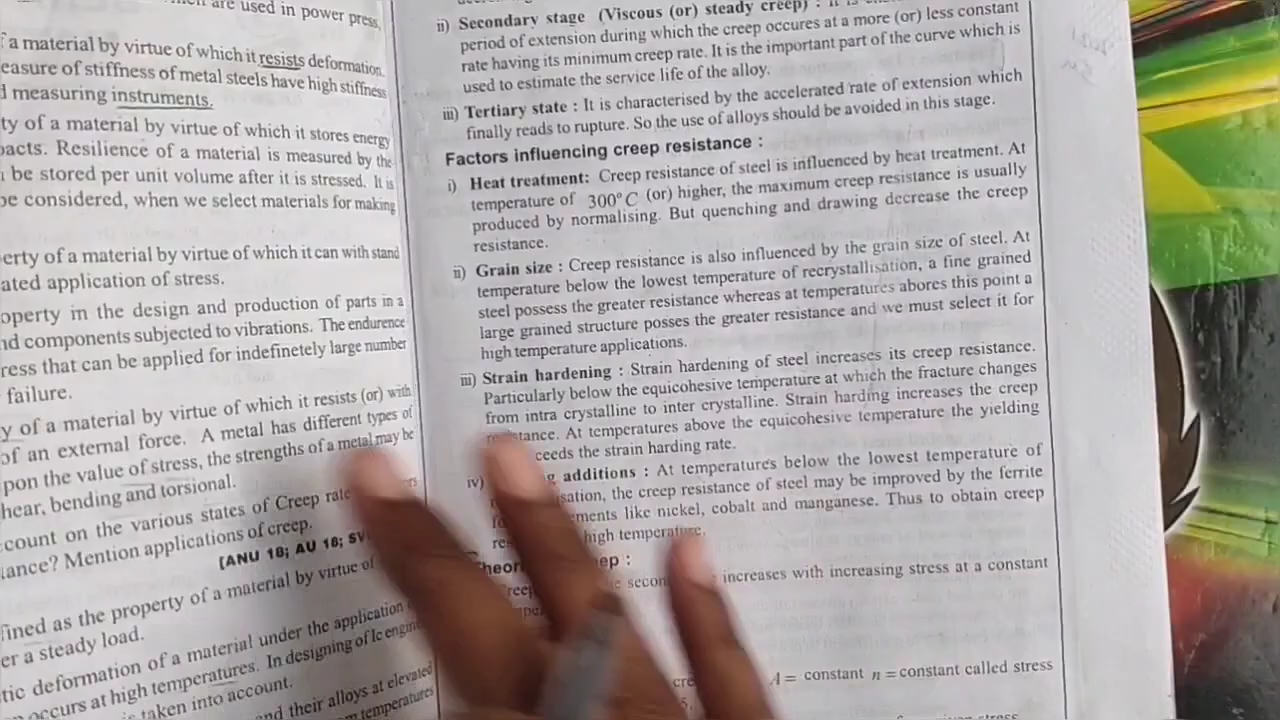 are used in power press,
a material by virtue of which it resists deformation.
easure of stiffness of metal steels have high stiffness
measuring instruments.
ty of a material by virtue of which it stores energy
pacts. Resilience of a material is measured by the
be stored per unit volume after it is stressed. It is
be considered, when we select materials for making
erty of a material by virtue of which it can with stand
ated application of stress.
operty in the design and production of parts in a
nd components subjected to vibrations. The endurence
ress that can be applied for indefinetely large number
failure.
y of a material by virtue of which it resists (or) with
of an external force. A metal has different types of
pon the value of stress, the strengths of a metal may be
hear, bending and torsional.
count on the various states of Creep rate
tance? Mention applications of creep.
[ANU 18; AU 18; SV
fined as the property of a material by virtue of
er a steady load.
tic deformation of a material under the application
occurs at high temperatures. In designing of Ic engin
taken into account.
and their alloys at elevated
temperatures
ii) Secondary stage (Viscous (or) steady creep) : It is
period of extension during which the creep occures at a more (or) less constant
rate having its minimum creep rate. It is the important part of the curve which is
used to estimate the service life of the alloy.
iii) Tertiary state : It is characterised by the accelerated rate of extension which
finally reads to rupture. So the use of alloys should be avoided in this stage.
Factors influencing creep resistance :
i) Heat treatment: Creep resistance of steel is influenced by heat treatment. At
temperature of 300°C (or) higher, the maximum creep resistance is usually
produced by normalising. But quenching and drawing decrease the creep
resistance.
ii) Grain size : Creep resistance is also influenced by the grain size of steel. At
temperature below the lowest temperature of recrystallisation, a fine grained
steel possess the greater resistance whereas at temperatures abores this point a
large grained structure posses the greater resistance and we must select it for
high temperature applications.
iii) Strain hardening : Strain hardening of steel increases its creep resistance.
Particularly below the equicohesive temperature at which the fracture changes
from intra crystalline to inter crystalline. Strain harding increases the creep
resistance. At temperatures above the equicohesive temperature the yielding
ceeds the strain harding rate.
iv) additions : At temperatures below the lowest temperature of
isation, the creep resistance of steel may be improved by the ferrite
ments like nickel, cobalt and manganese. Thus to obtain creep
high temperature.
increases with increasing stress at a constant
A = constant n = constant called stress